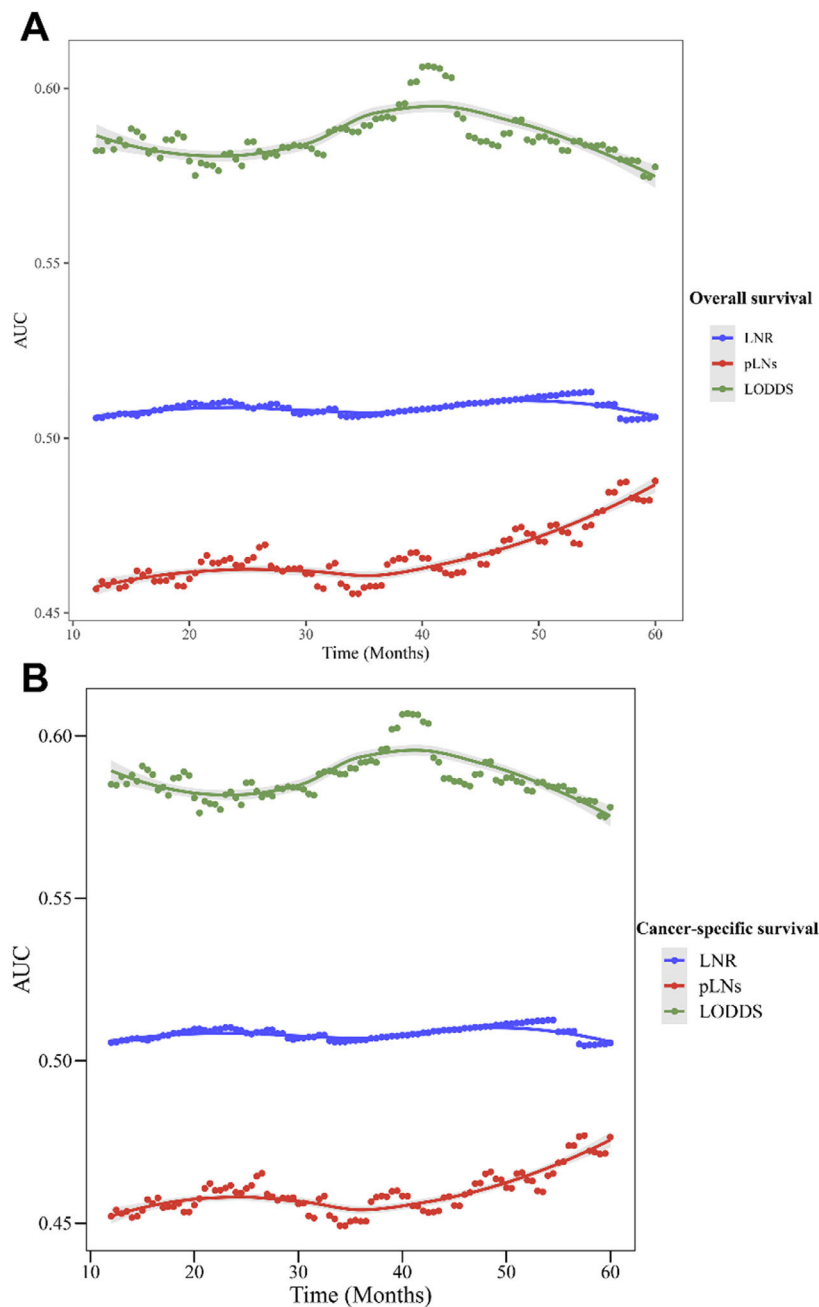 A
0.60
0.55
0.50
0.45
AUC
10 20 30 40 50 60
Time (Months)
Overall survival
LNR
pLNs
LODDS
B
0.60
0.55
0.50
0.45
AUC
10 20 30 40 50 60
Time (Months)
Cancer-specific survival
LNR
pLNs
LODDS